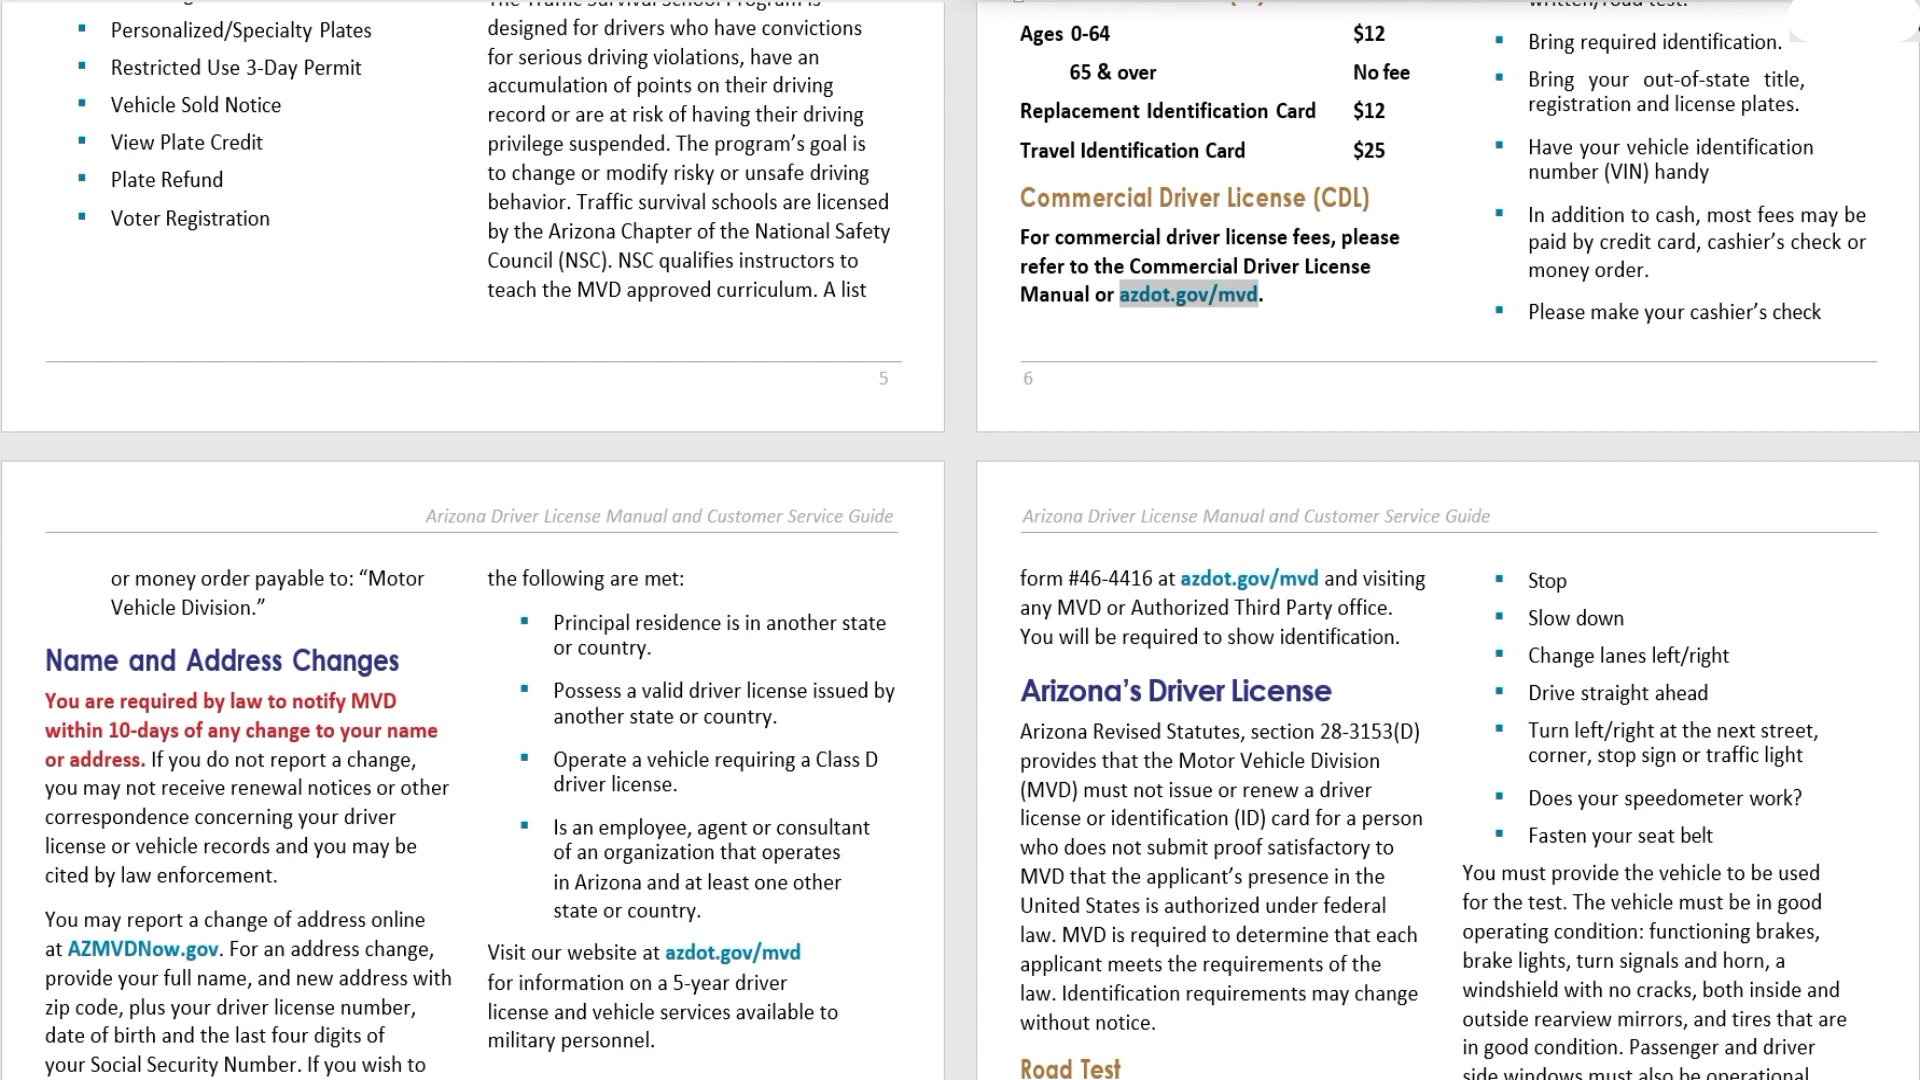 Personalized/Specialty Plates
Restricted Use 3-Day Permit
Vehicle Sold Notice
View Plate Credit
Plate Refund
Voter Registration
The Traffic Survival School Program is
designed for drivers who have convictions
for serious driving violations, have an
accumulation of points on their driving
record or are at risk of having their driving
privilege suspended. The program’s goal is
to change or modify risky or unsafe driving
behavior. Traffic survival schools are licensed
by the Arizona Chapter of the National Safety
Council (NSC). NSC qualifies instructors to
teach the MVD approved curriculum. A list
5
Ages 0-64 $12
65 & over No fee
Replacement Identification Card $12
Travel Identification Card $25
Commercial Driver License (CDL)
For commercial driver license fees, please
refer to the Commercial Driver License
Manual or azdot.gov/mvd.
written/road test.
Bring required identification.
Bring your out-of-state title,
registration and license plates.
Have your vehicle identification
number (VIN) handy
In addition to cash, most fees may be
paid by credit card, cashier’s check or
money order.
Please make your cashier’s check
6
Arizona Driver License Manual and Customer Service Guide
or money order payable to: “Motor
Vehicle Division.”
Name and Address Changes
You are required by law to notify MVD
within 10-days of any change to your name
or address. If you do not report a change,
you may not receive renewal notices or other
correspondence concerning your driver
license or vehicle records and you may be
cited by law enforcement.
You may report a change of address online
at AZMVDNow.gov. For an address change,
provide your full name, and new address with
zip code, plus your driver license number,
date of birth and the last four digits of
your Social Security Number. If you wish to
the following are met:
Principal residence is in another state
or country.
Possess a valid driver license issued by
another state or country.
Operate a vehicle requiring a Class D
driver license.
Is an employee, agent or consultant
of an organization that operates
in Arizona and at least one other
state or country.
Visit our website at azdot.gov/mvd
for information on a 5-year driver
license and vehicle services available to
military personnel.
Arizona Driver License Manual and Customer Service Guide
form #46-4416 at azdot.gov/mvd and visiting
any MVD or Authorized Third Party office.
You will be required to show identification.
Arizona’s Driver License
Arizona Revised Statutes, section 28-3153(D)
provides that the Motor Vehicle Division
(MVD) must not issue or renew a driver
license or identification (ID) card for a person
who does not submit proof satisfactory to
MVD that the applicant’s presence in the
United States is authorized under federal
law. MVD is required to determine that each
applicant meets the requirements of the
law. Identification requirements may change
without notice.
Road Test
Stop
Slow down
Change lanes left/right
Drive straight ahead
Turn left/right at the next street,
corner, stop sign or traffic light
Does your speedometer work?
Fasten your seat belt
You must provide the vehicle to be used
for the test. The vehicle must be in good
operating condition: functioning brakes,
brake lights, turn signals and horn, a
windshield with no cracks, both inside and
outside rearview mirrors, and tires that are
in good condition. Passenger and driver
side windows must also be operational.